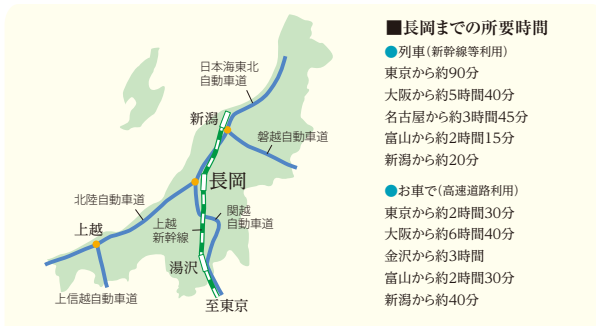 日本海東北
自動車道
新潟
磐越自動車道
長岡
北陸自動車道
関越
自動車道
上越
上越
新幹線
湯沢
上信越自動車道
至東京
■長岡までの所要時間
●列車（新幹線等利用）
東京から約90分
大阪から約5時間40分
名古屋から約3時間45分
富山から約2時間15分
新潟から約20分
●お車で（高速道路利用）
東京から約2時間30分
大阪から約6時間40分
金沢から約3時間
富山から約2時間30分
新潟から約40分